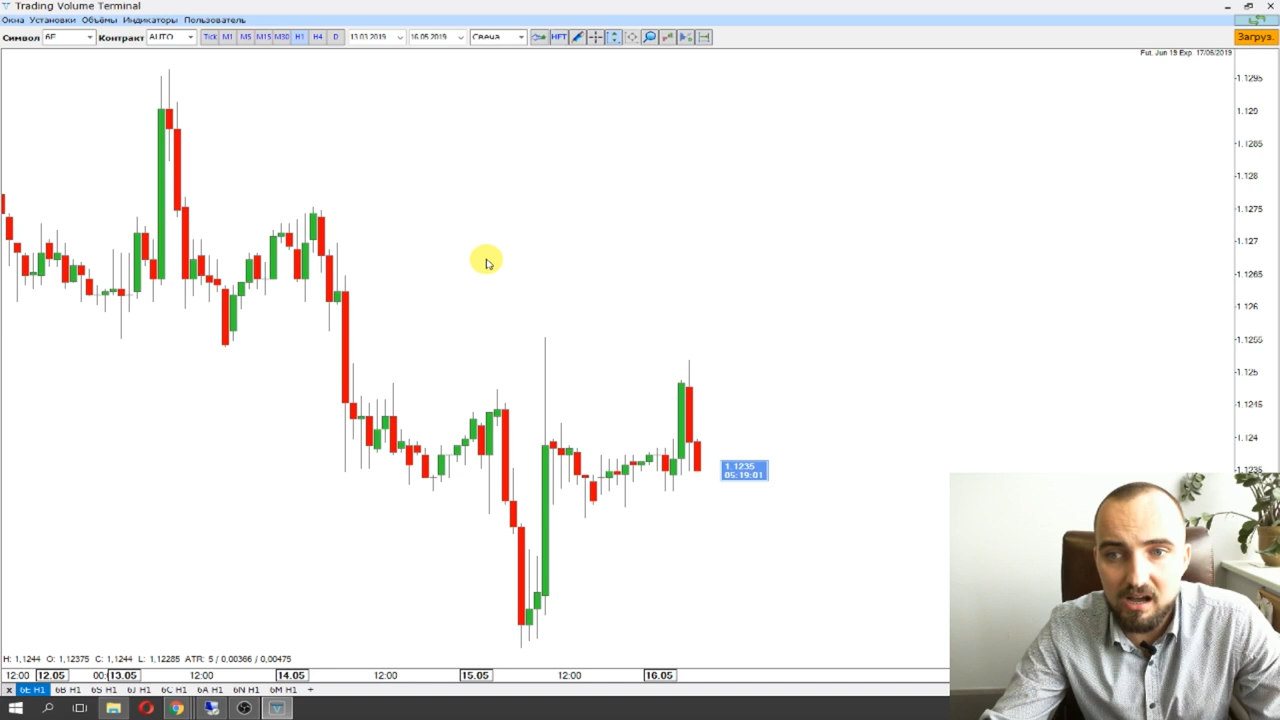 Trading Volume Terminal
Окна Установки Объёмы Индикаторы Пользователь
Символ 6E Контракт AUTO Tick M1 M5 M15 M30 H1 H4 D 13.03.2019 16.05.2019 Свеча HFT Загруз.
Fut. Jun 19 Exp. 17/06/2019
1.1295
1.129
1.1285
1.128
1.1275
1.127
1.1265
1.126
1.1255
1.125
1.1245
1.124
1.1235
1.1235
05:19:01
H: 1,1244 O: 1,12375 C: 1,1244 L: 1,12285 ATR: 5 / 0,00366 / 0,00475
12:00 12.05 00: 13.05 12:00 14.05 12:00 15.05 12:00 16.05
x 6E H1 6B H1 6S H1 6J H1 6C H1 6A H1 6N H1 6M H1 +